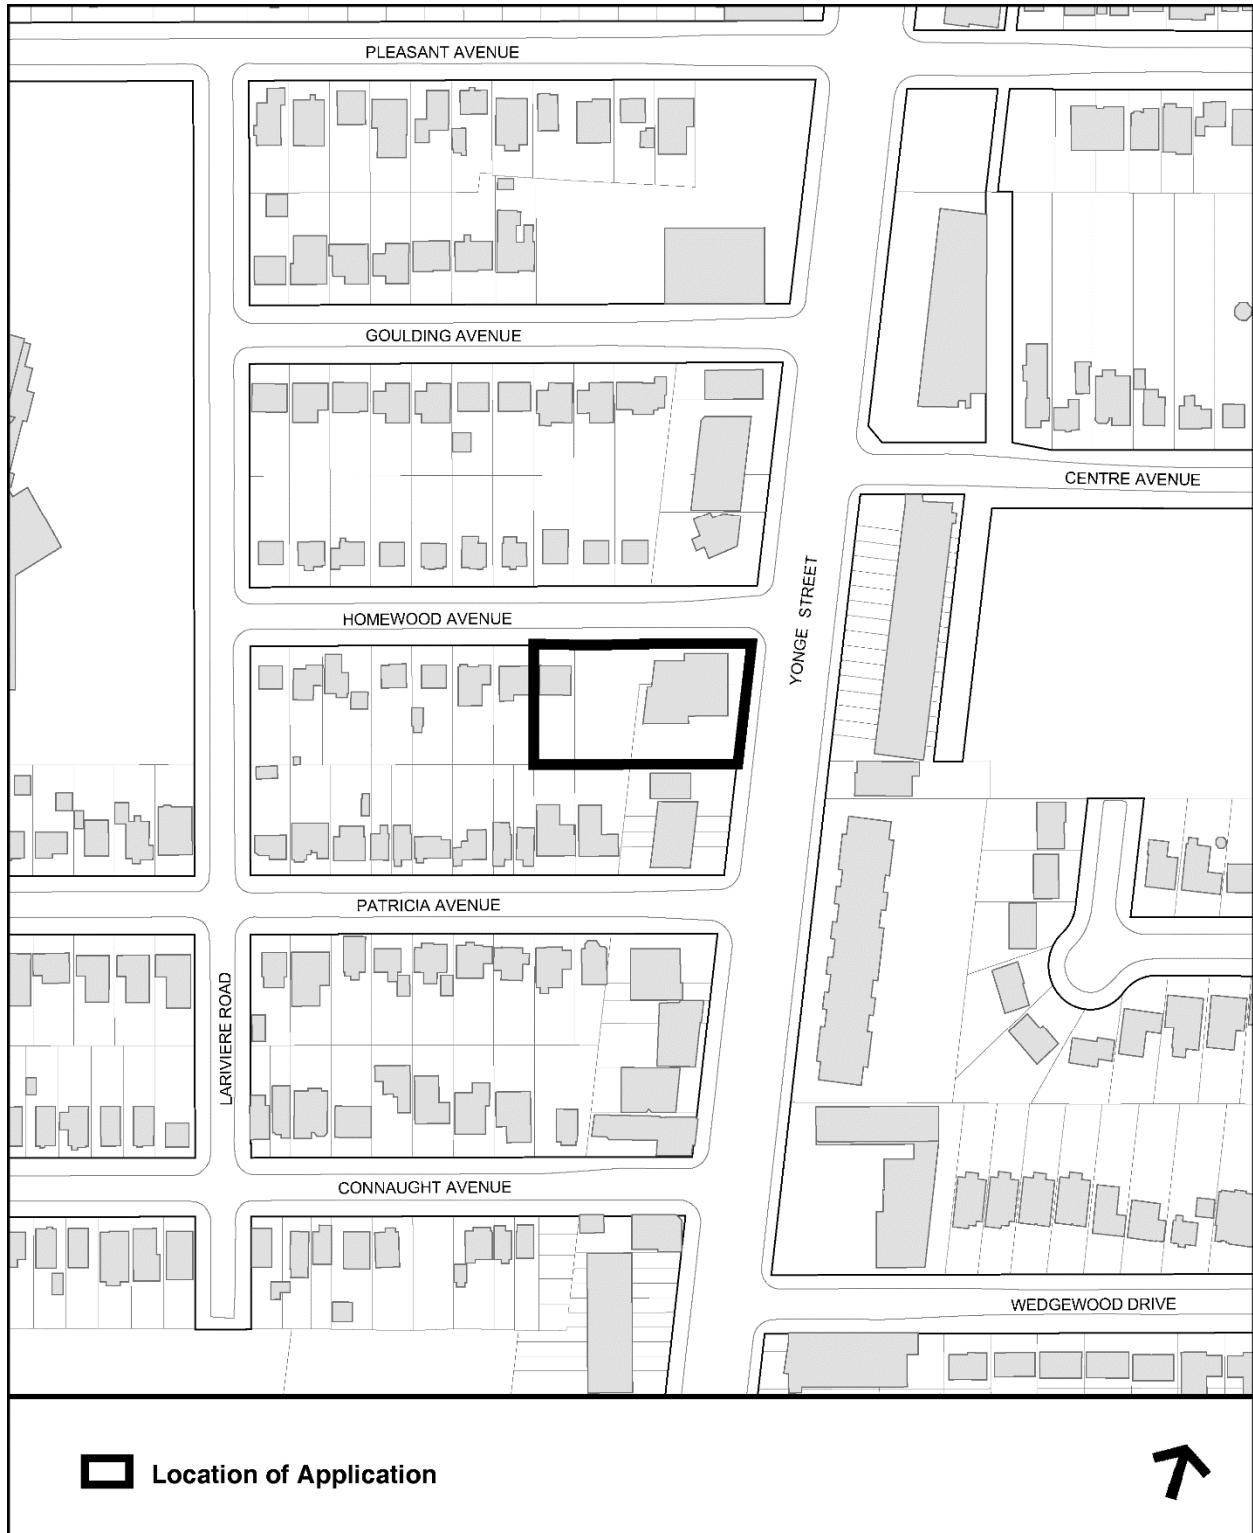 PLEASANT AVENUE
GOULDING AVENUE
CENTRE AVENUE
YONGE STREET
HOMEWOOD AVENUE
PATRICIA AVENUE
LARIVIERE ROAD
CONNAUGHT AVENUE
WEDGEWOOD DRIVE
Location of Application